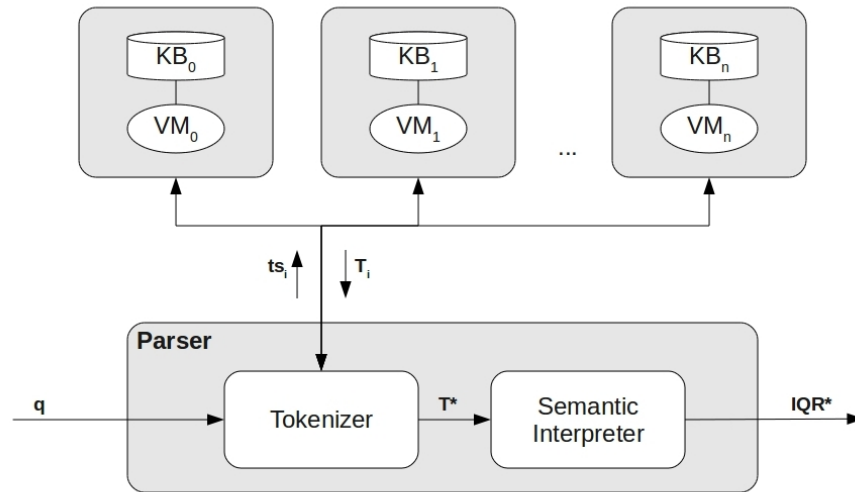 KB0 KB1 KBn
VM0 VM1 VMn
...
tsi Ti
Parser
q Tokenizer T* Semantic Interpreter IQR*